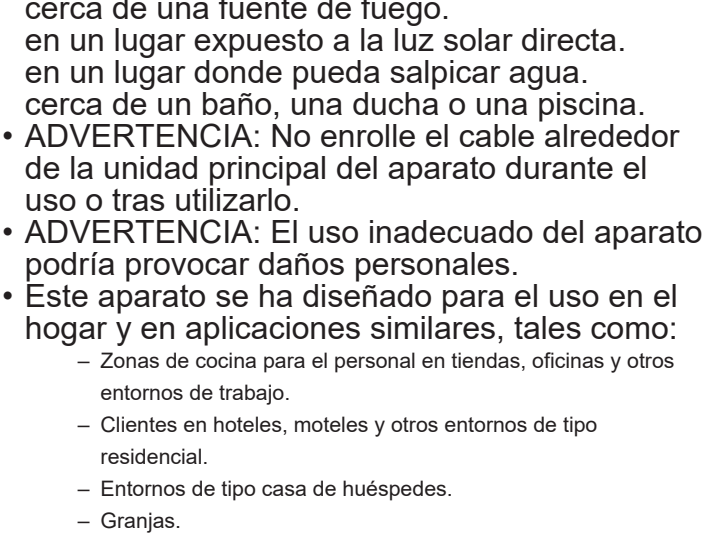 cerca de una fuente de fuego.
en un lugar expuesto a la luz solar directa.
en un lugar donde pueda salpicar agua.
cerca de un baño, una ducha o una piscina.
• ADVERTENCIA: No enrolle el cable alrededor
de la unidad principal del aparato durante el
uso o tras utilizarlo.
• ADVERTENCIA: El uso inadecuado del aparato
podría provocar daños personales.
• Este aparato se ha diseñado para el uso en el
hogar y en aplicaciones similares, tales como:
– Zonas de cocina para el personal en tiendas, oficinas y otros
entornos de trabajo.
– Clientes en hoteles, moteles y otros entornos de tipo
residencial.
– Entornos de tipo casa de huéspedes.
– Granjas.